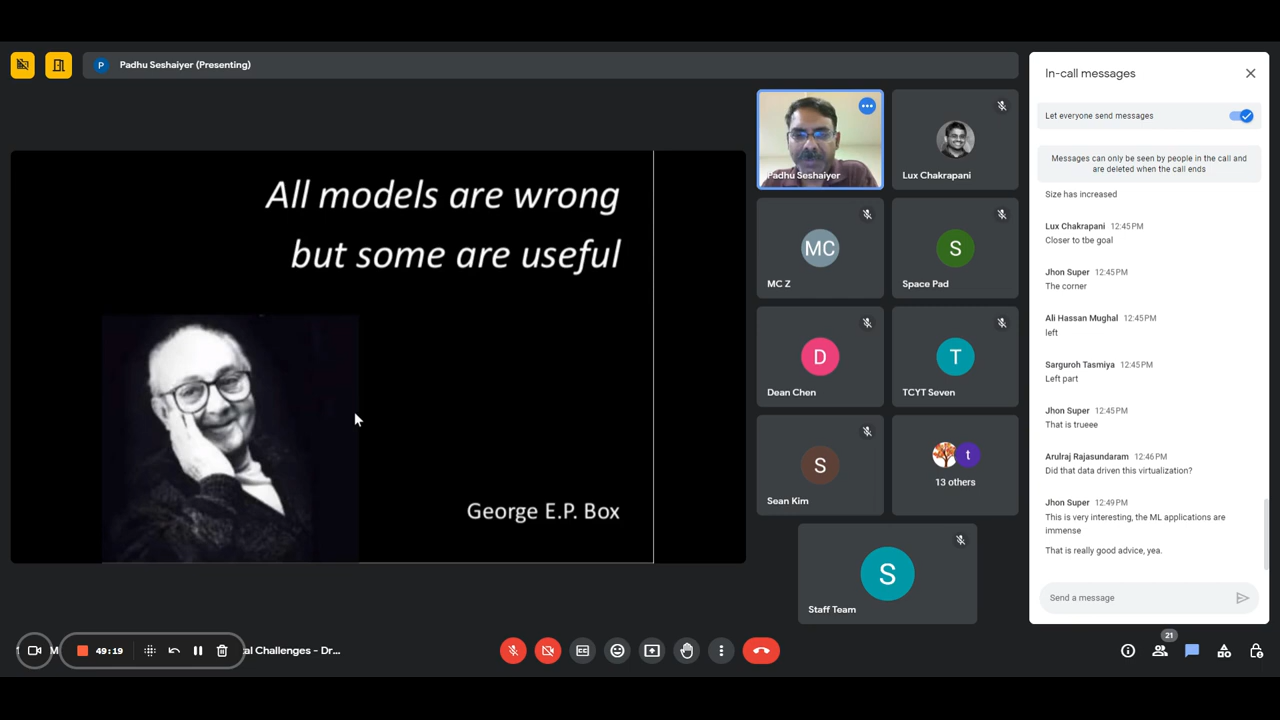 P Padhu Seshaiyer (Presenting)
All models are wrong
but some are useful
George E.P. Box
Padhu Seshaiyer
Lux Chakrapani
MC
MC Z
S
Space Pad
D
Dean Chen
T
TCYT Seven
S
Sean Kim
t
13 others
S
Staff Team
In-call messages
Let everyone send messages
Messages can only be seen by people in the call and
are deleted when the call ends
Size has increased
Lux Chakrapani 12:45 PM
Closer to tbe goal
Jhon Super 12:45 PM
The corner
Ali Hassan Mughal 12:45 PM
left
Sarguroh Tasmiya 12:45 PM
Left part
Jhon Super 12:45 PM
That is trueee
Arulraj Rajasundaram 12:46 PM
Did that data driven this virtualization?
Jhon Super 12:49 PM
This is very interesting, the ML applications are
immense
That is really good advice, yea.
Send a message
49:19
al Challenges - Dr...
21